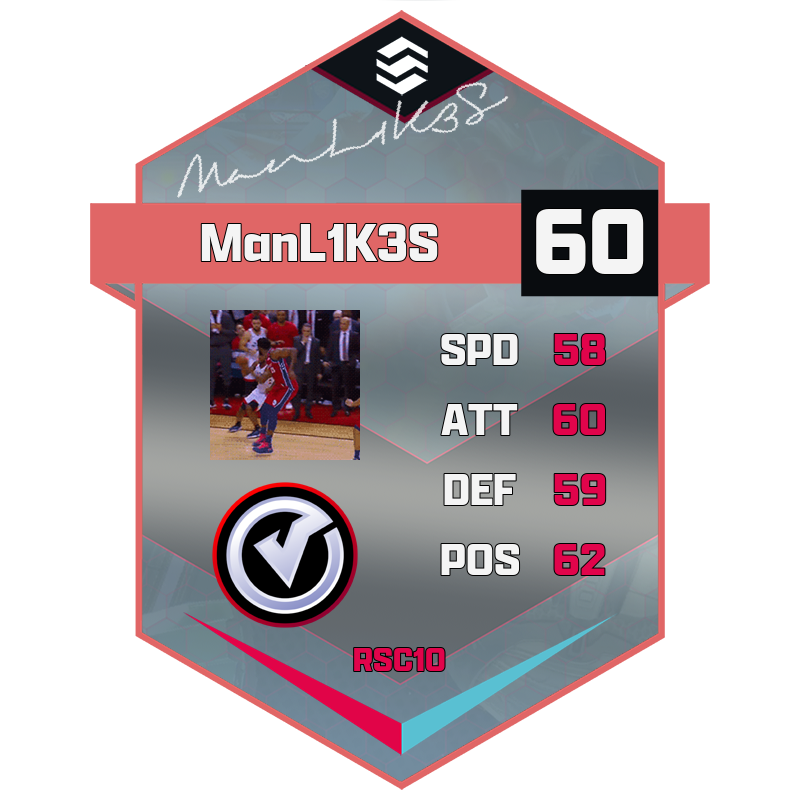 ManL1K3S
ManL1K3S 60
SPD 58
ATT 60
DEF 59
POS 62
RSC10